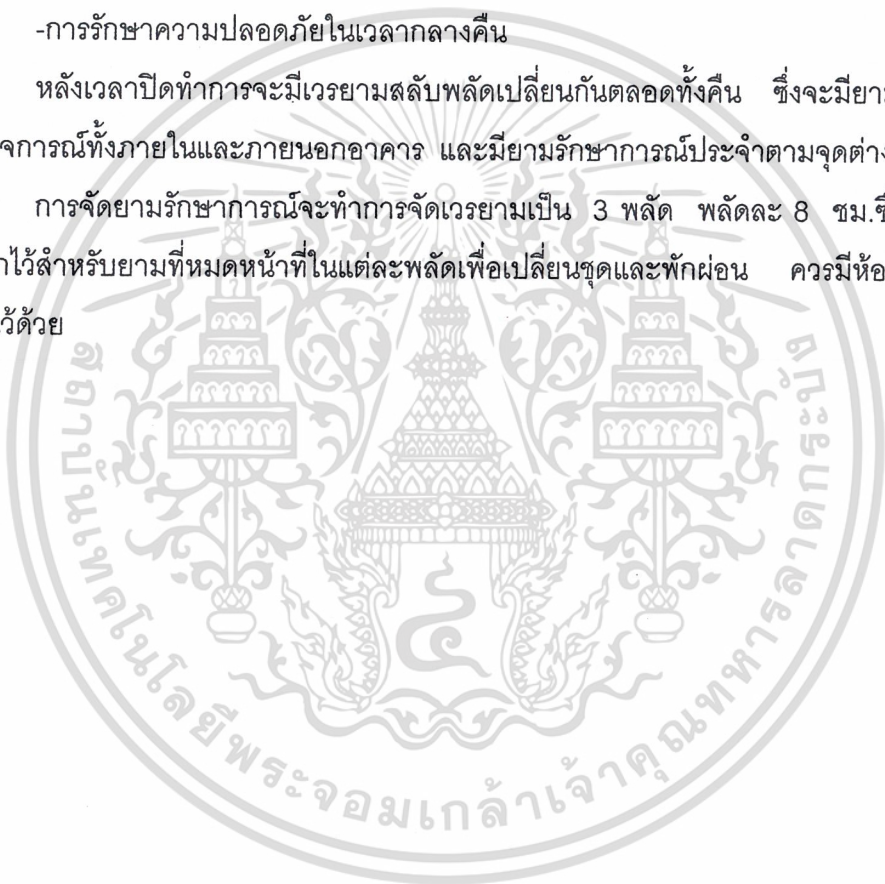 -การรักษาความปลอดภัยในเวลากลางคืน
หลังเวลาปิดทำการจะมีเวรยามสลับพลัดเปลี่ยนกันตลอดทั้งคืน ซึ่งจะมียาม
จการณ์ทั้งภายในและภายนอกอาคาร และมียามรักษาการณ์ประจำตามจุดต่าง
การจัดยามรักษาการณ์จะทำการจัดเวรยามเป็น 3 พลัด พลัดละ 8 ชม.ซึ
ไว้สำหรับยามที่หมดหน้าที่ในแต่ละพลัดเพื่อเปลี่ยนชุดและพักผ่อน ควรมีห้อ
ว้ด้วย
สถาบันเทคโนโลยีพระจอมเกล้าเจ้าคุณทหารลาดกระบัง